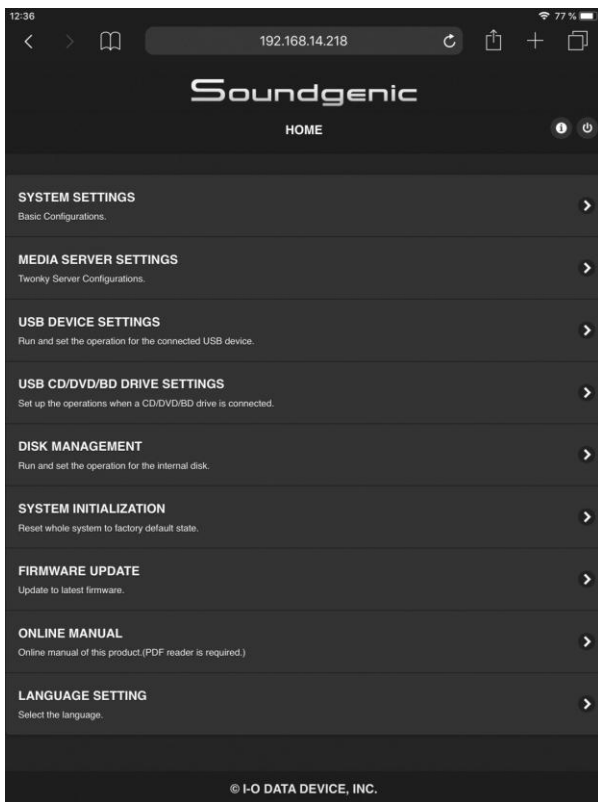 12:36
77 %
192.168.14.218
Soundgenic
HOME
SYSTEM SETTINGS
Basic Configurations.
MEDIA SERVER SETTINGS
Twonky Server Configurations.
USB DEVICE SETTINGS
Run and set the operation for the connected USB device.
USB CD/DVD/BD DRIVE SETTINGS
Set up the operations when a CD/DVD/BD drive is connected.
DISK MANAGEMENT
Run and set the operation for the internal disk.
SYSTEM INITIALIZATION
Reset whole system to factory default state.
FIRMWARE UPDATE
Update to latest firmware.
ONLINE MANUAL
Online manual of this product.(PDF reader is required.)
LANGUAGE SETTING
Select the language.
© I-O DATA DEVICE, INC.